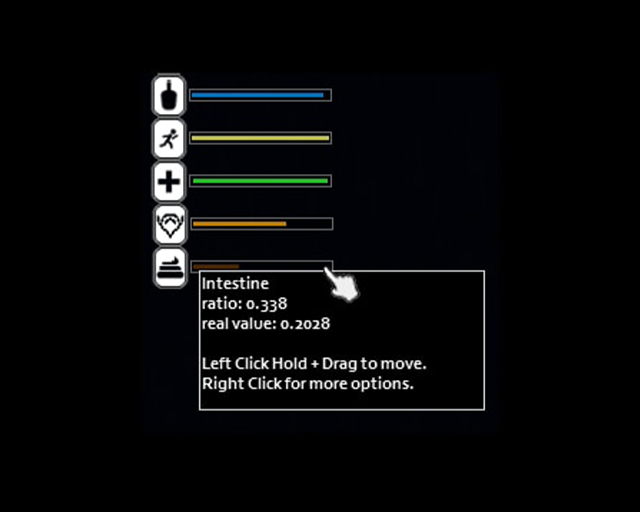 Intestine
ratio: 0.338
real value: 0.2028
Left Click Hold + Drag to move.
Right Click for more options.